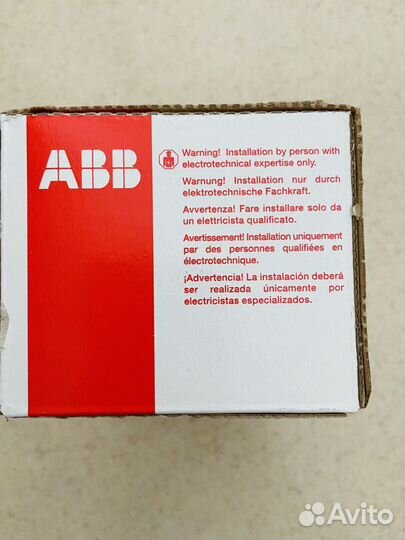 ABB
Warning! Installation by person with
electrotechnical expertise only.
Warnung! Installation nur durch
elektrotechnische Fachkraft.
Avvertenza! Fare installare solo da
un elettricista qualificato.
Avertissement! Installation uniquement
par des personnes qualifiées en
électrotechnique.
¡Advertencia! La instalación deberá
ser realizada únicamente por
electricistas especializados.
Avito